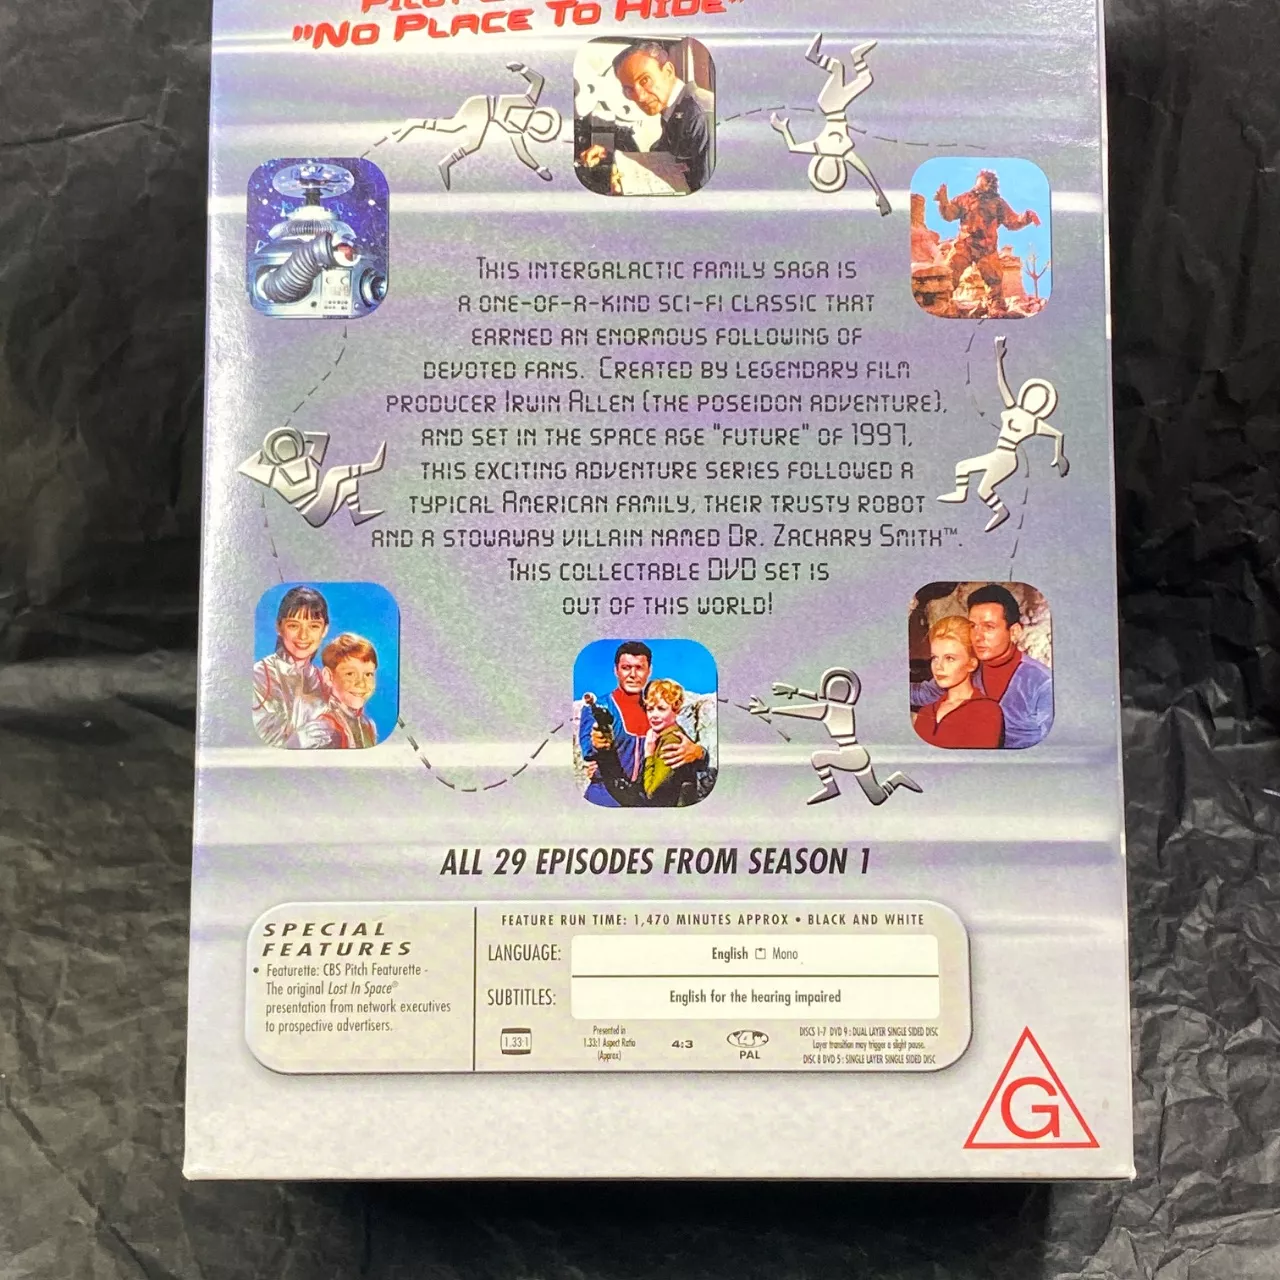 "No Place To Hide"
This intergalactic family saga is
a one-of-a-kind sci-fi classic that
earned an enormous following of
devoted fans. Created by legendary film
producer Irwin Allen (The Poseidon Adventure),
and set in the space age "future" of 1997,
this exciting adventure series followed a
typical American family, their trusty robot
and a stowaway villain named Dr. Zachary Smith™.
This collectable DVD set is
out of this world!
ALL 29 EPISODES FROM SEASON 1
SPECIAL
FEATURES
• Featurette: CBS Pitch Featurette -
The original Lost In Space®
presentation from network executives
to prospective advertisers.
FEATURE RUN TIME: 1,470 MINUTES APPROX • BLACK AND WHITE
LANGUAGE: English Mono
SUBTITLES: English for the hearing impaired
1.33:1
Presented in
1.33:1 Aspect Ratio
(Approx)
4:3
4
PAL
DISCS 1-7 DVD 9: DUAL LAYER SINGLE SIDED DISC
Layer transition may trigger a slight pause.
DISC 8 DVD 5: SINGLE LAYER SINGLE SIDED DISC
G